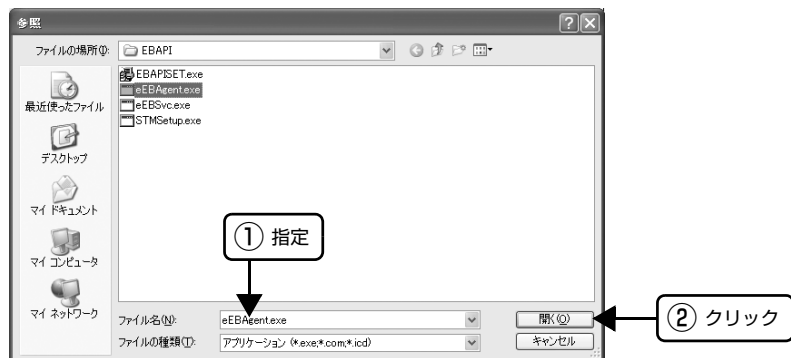 参照
ファイルの場所(I):
EBAPI
EBAPISET.exe
eEBAgent.exe
eEBSvc.exe
STMSetup.exe
最近使ったファイル
デスクトップ
マイ ドキュメント
マイ コンピュータ
マイ ネットワーク
① 指定
ファイル名(N):
eEBAgent.exe
開く(O)
② クリック
ファイルの種類(T):
アプリケーション (*.exe;*.com;*.icd)
キャンセル